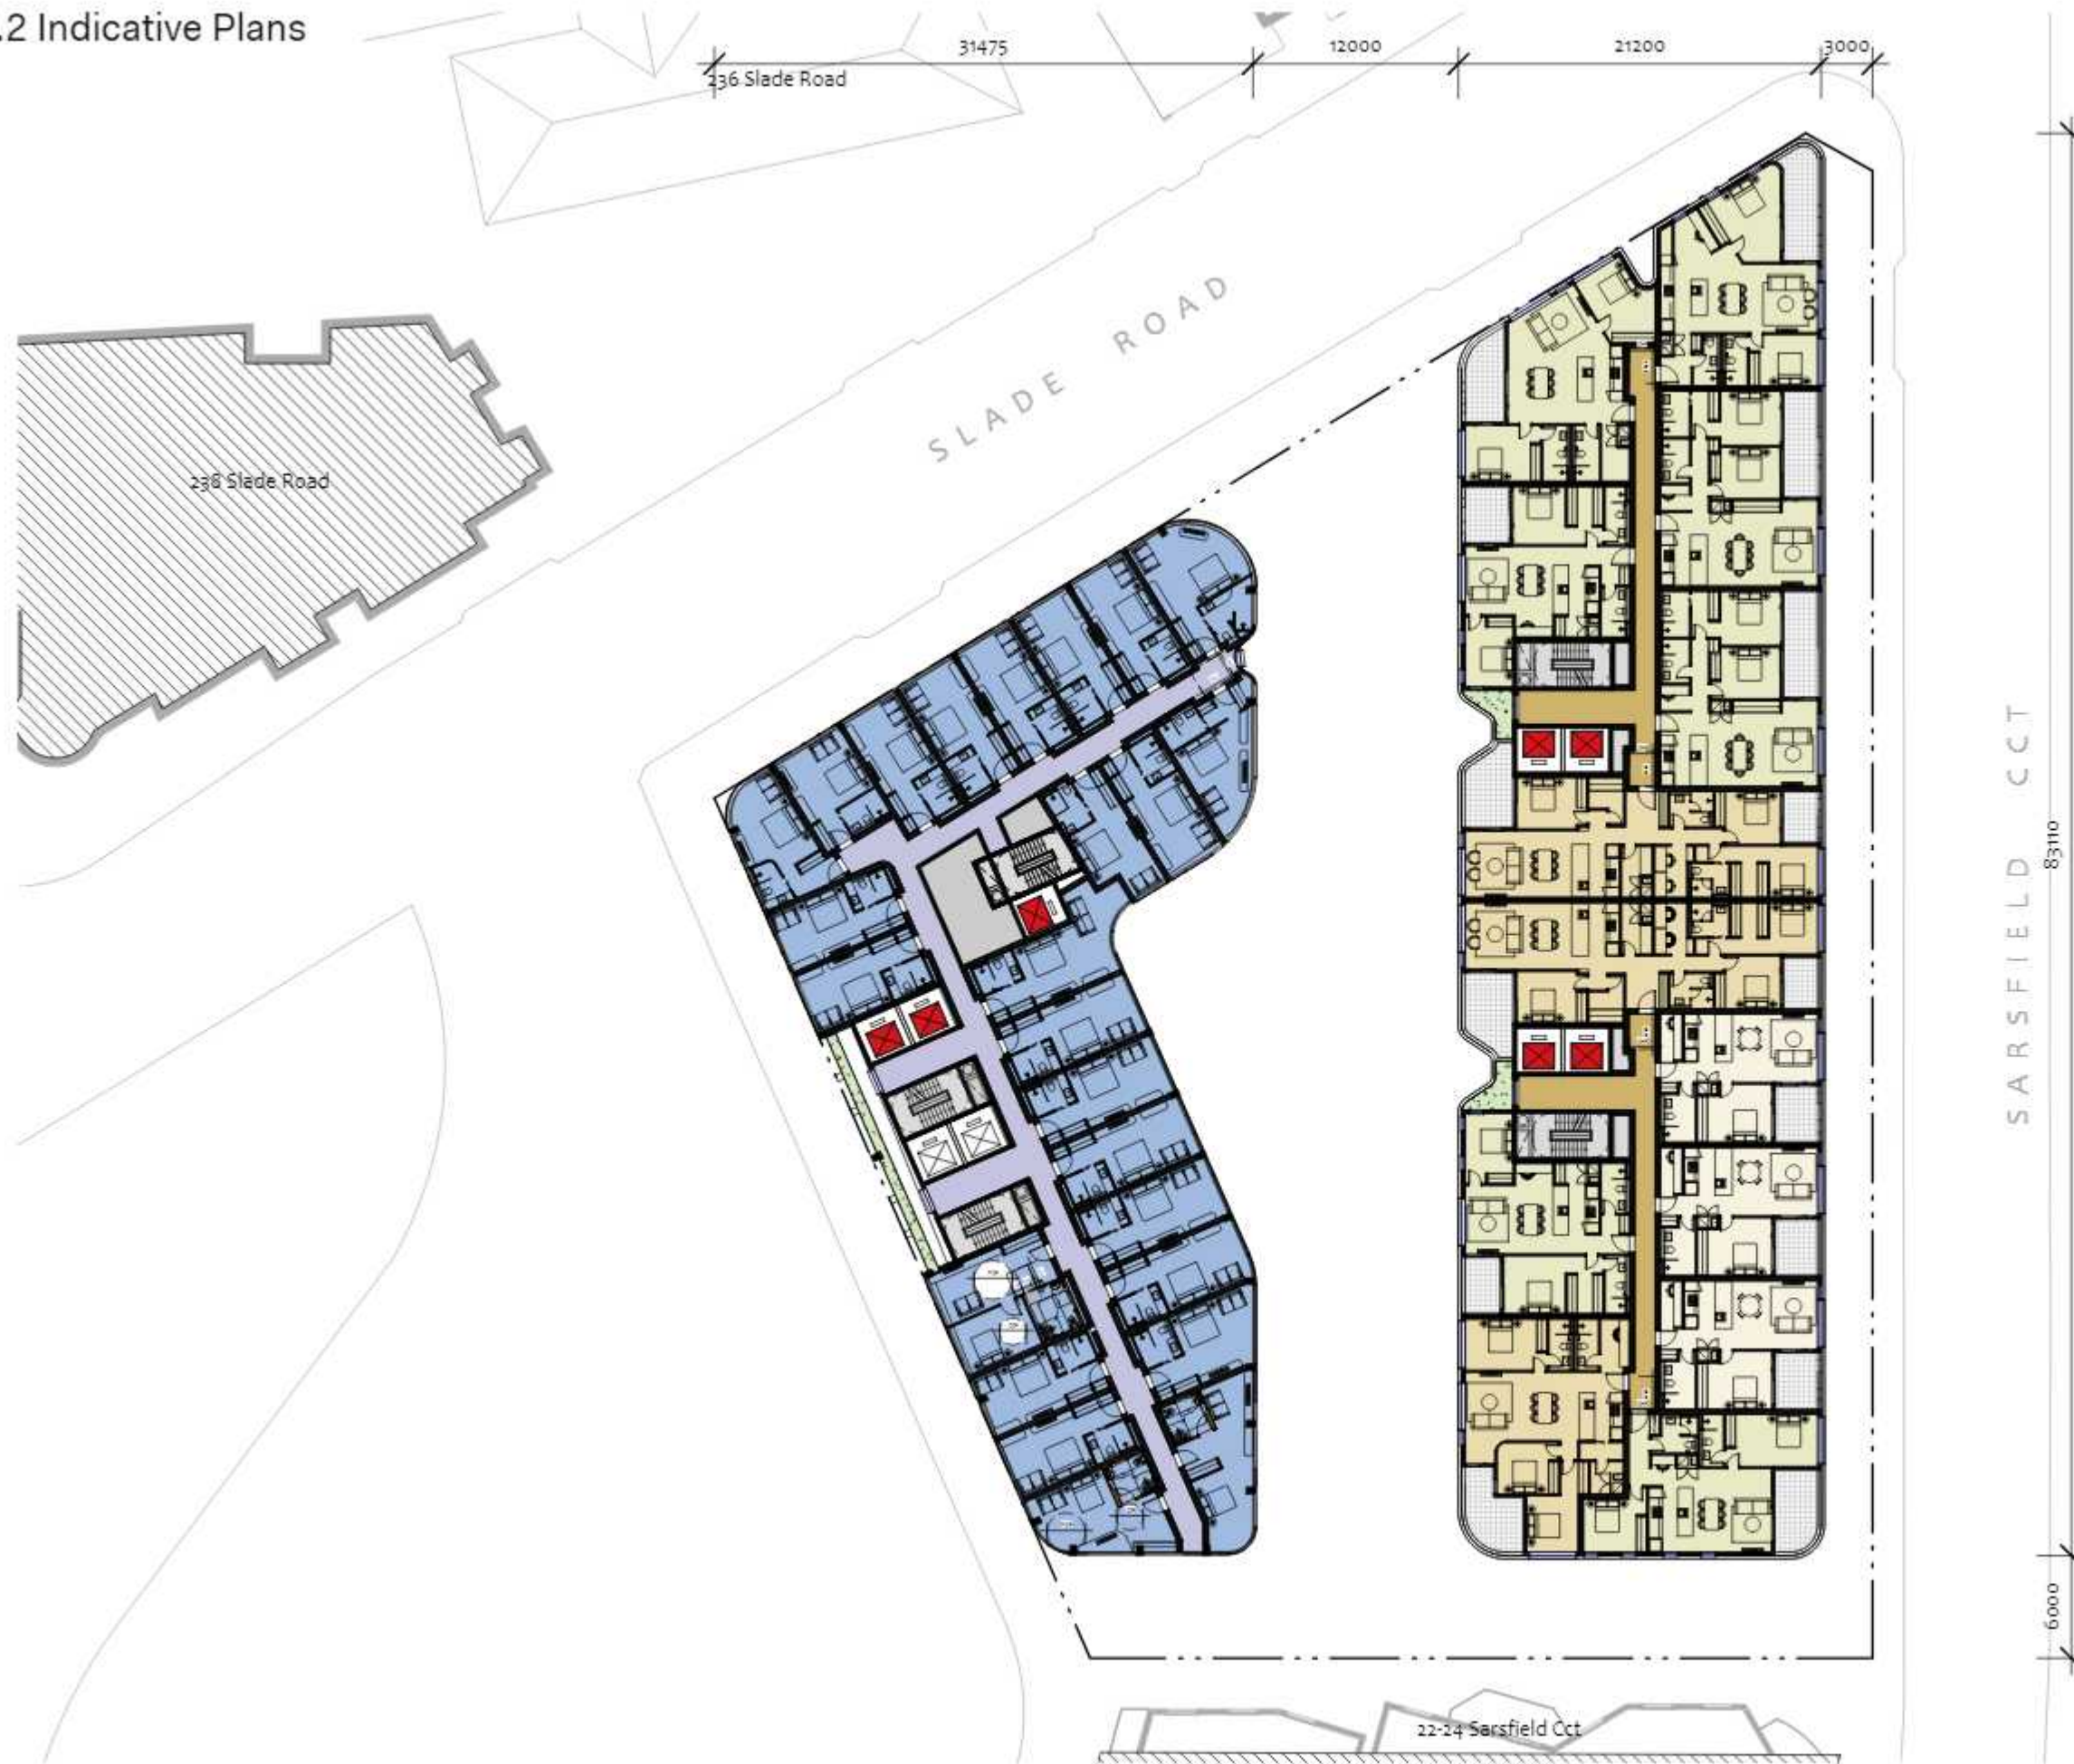 .2 Indicative Plans
31475
12000
21200
3000
236 Slade Road
SLADE ROAD
238 Slade Road
SARSFIELD CCT
83110
6000
22-24 Sarsfield Cct